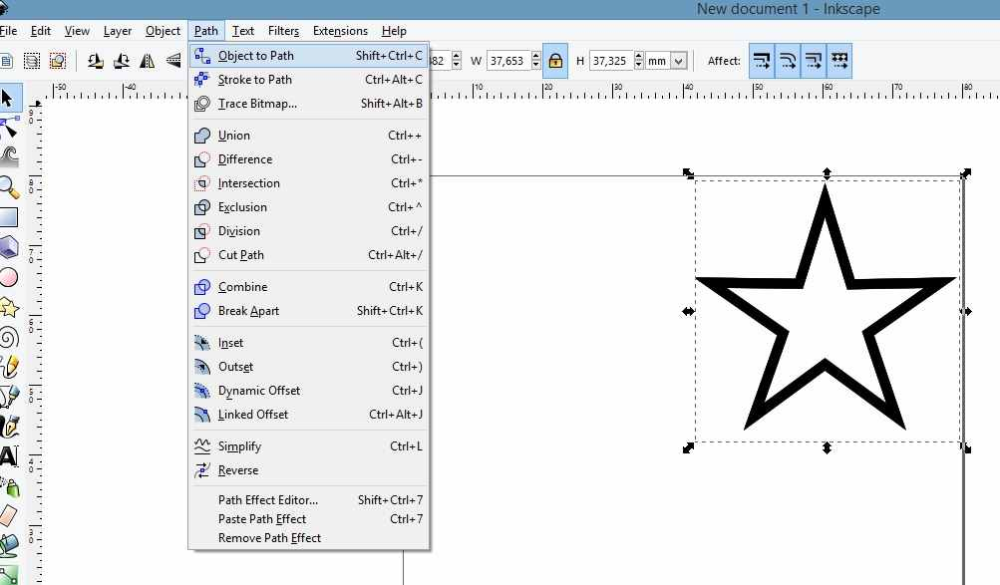 New document 1 - Inkscape
File Edit View Layer Object Path Text Filters Extensions Help
W 37,653 H 37,325 mm Affect:
-50 -40 10 20 30 40 50 60 70 80
Object to Path Shift+Ctrl+C
Stroke to Path Ctrl+Alt+C
Trace Bitmap... Shift+Alt+B
Union Ctrl++
Difference Ctrl+-
Intersection Ctrl+*
Exclusion Ctrl+^
Division Ctrl+/
Cut Path Ctrl+Alt+/
Combine Ctrl+K
Break Apart Shift+Ctrl+K
Inset Ctrl+(
Outset Ctrl+)
Dynamic Offset Ctrl+J
Linked Offset Ctrl+Alt+J
Simplify Ctrl+L
Reverse
Path Effect Editor... Shift+Ctrl+7
Paste Path Effect Ctrl+7
Remove Path Effect